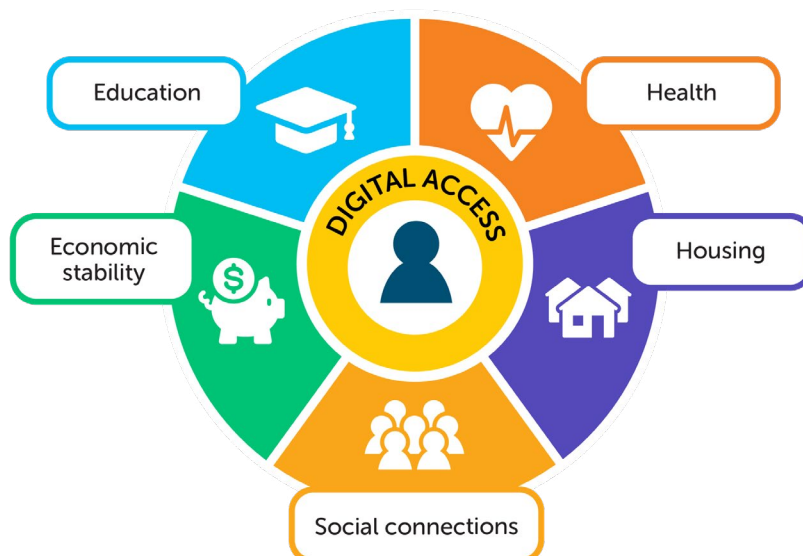 Education
Health
DIGITAL ACCESS
Economic
stability
$
Housing
Social connections